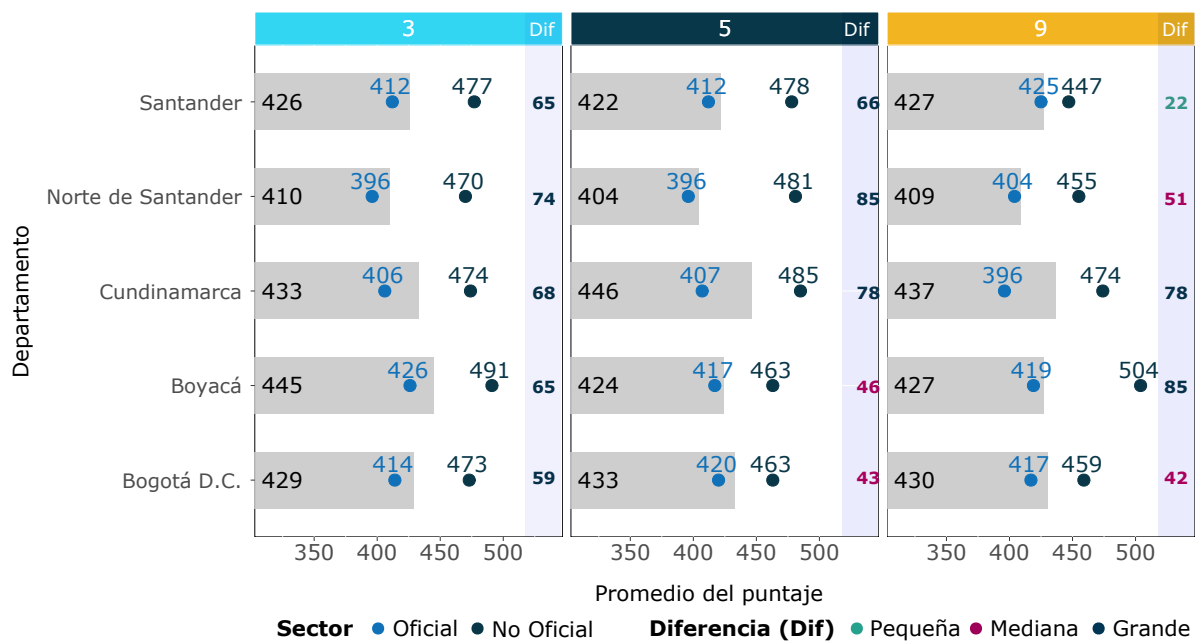 3 Dif 5 Dif 9 Dif
Santander 426 412 477 65 422 412 478 66 427 425 447 22
Norte de Santander 410 396 470 74 404 396 481 85 409 404 455 51
Cundinamarca 433 406 474 68 446 407 485 78 437 396 474 78
Boyacá 445 426 491 65 424 417 463 46 427 419 504 85
Bogotá D.C. 429 414 473 59 433 420 463 43 430 417 459 42
Departamento
350 400 450 500 350 400 450 500 350 400 450 500
Promedio del puntaje
Sector Oficial No Oficial Diferencia (Dif) Pequeña Mediana Grande